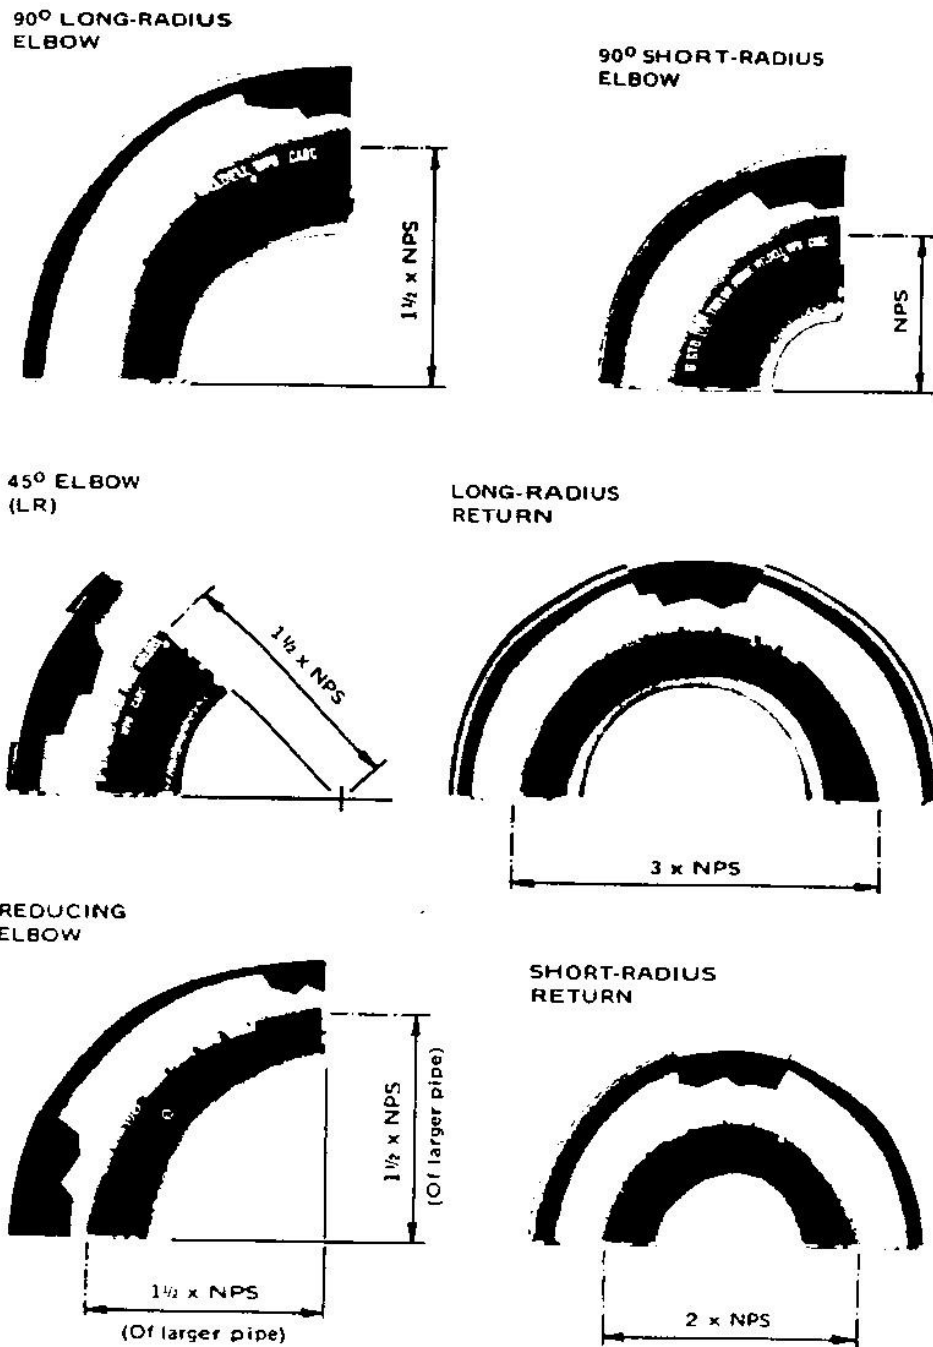 90° LONG-RADIUS
ELBOW
90° SHORT-RADIUS
ELBOW
CARC
1½ x NPS
NPS
45° ELBOW
(LR)
LONG-RADIUS
RETURN
1½ x NPS
3 x NPS
REDUCING
ELBOW
SHORT-RADIUS
RETURN
1½ x NPS
(Of larger pipe)
1½ x NPS
(Of larger pipe)
2 x NPS